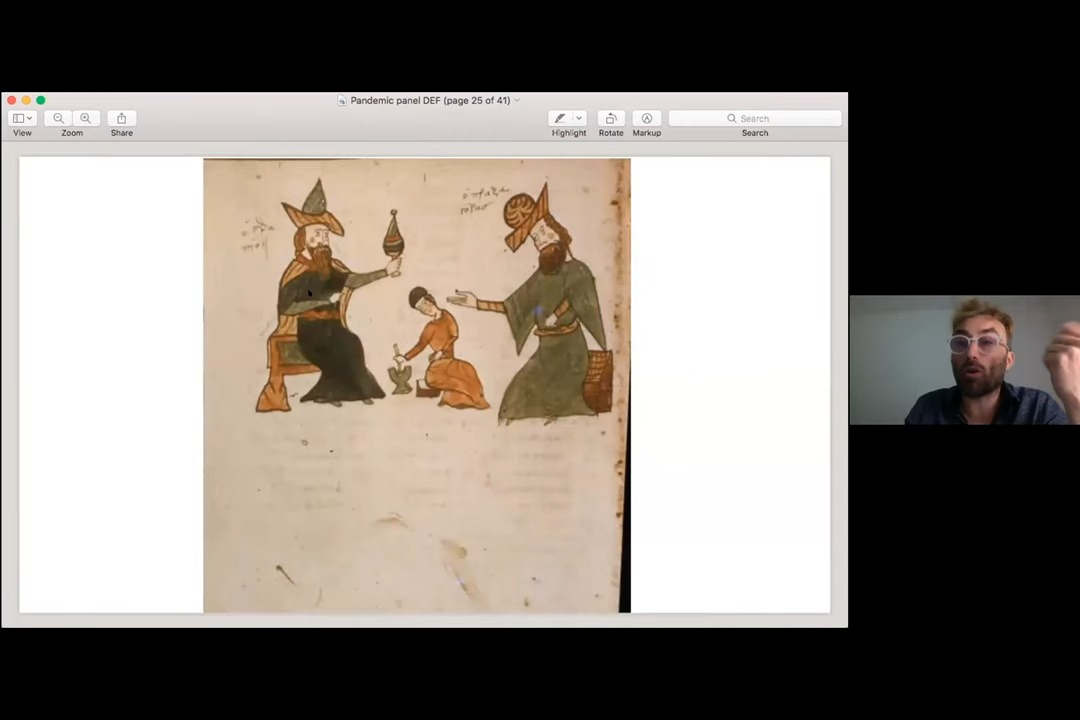 Pandemic panel DEF (page 25 of 41)
View
Zoom
Share
Highlight
Rotate
Markup
Search
Search